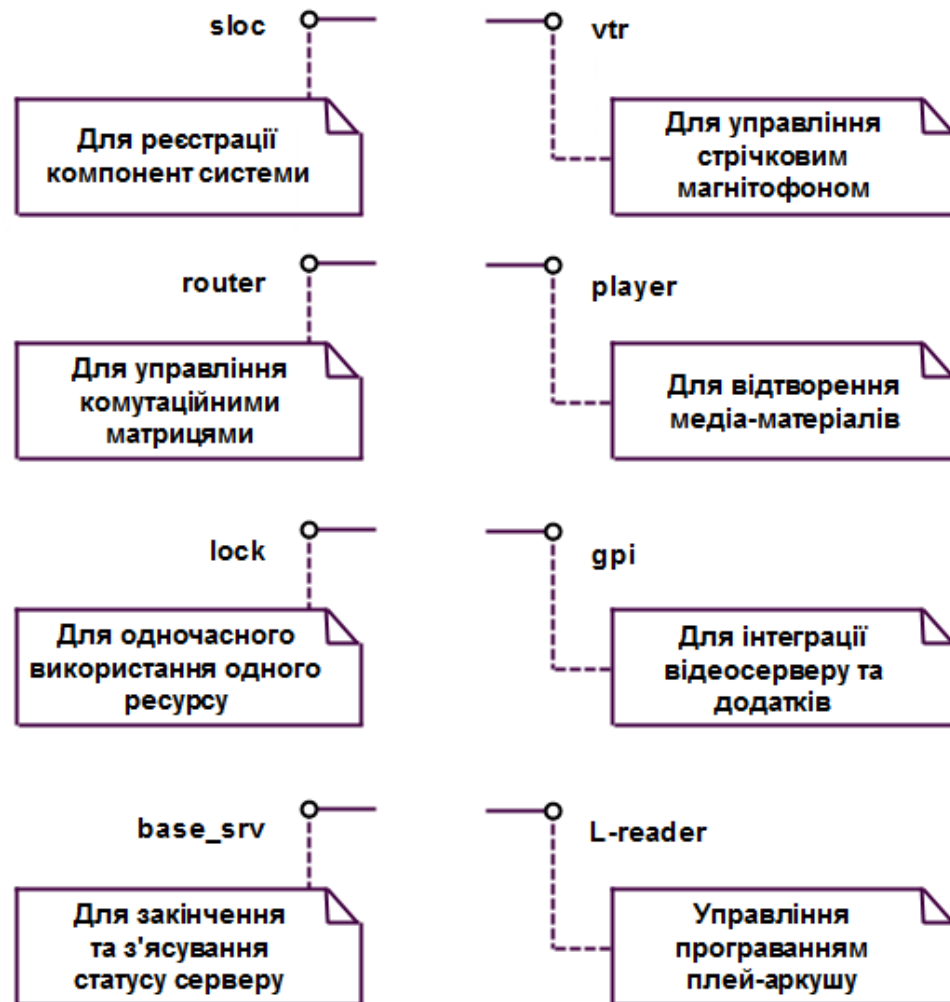 sloc
vtr
Для реєстрації
компонент системи
Для управління
стрічковим
магнітофоном
router
player
Для управління
комутаційними
матрицями
Для відтворення
медіа-матеріалів
lock
gpi
Для одночасного
використання одного
ресурсу
Для інтеграції
відеосерверу та
додатків
base_srv
L-reader
Для закінчення
та з'ясування
статусу серверу
Управління
програванням
плей-аркушу